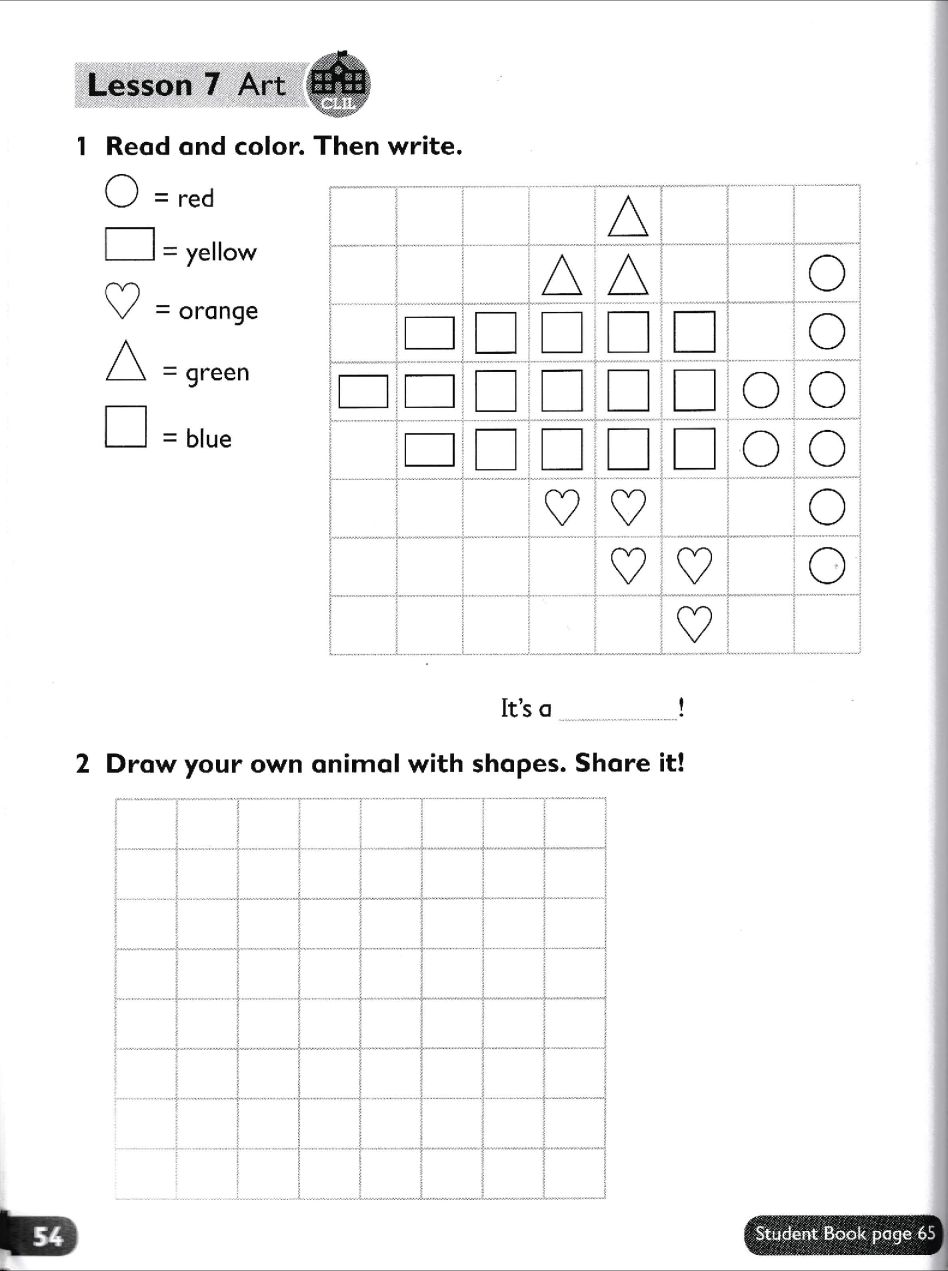 Lesson 7 Art
CLIL
1 Read and color. Then write.
= red
= yellow
= orange
= green
= blue
It's a __________!
2 Draw your own animal with shapes. Share it!
54
Student Book page 65